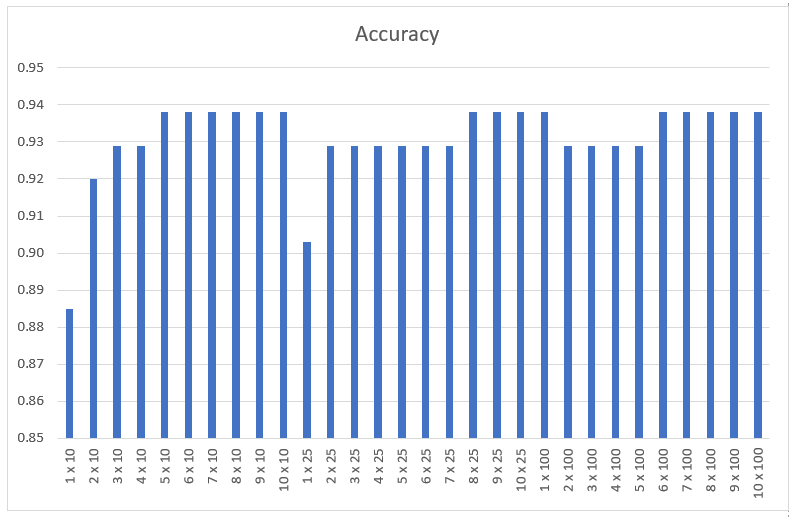 Accuracy
0.95
0.94
0.93
0.92
0.91
0.90
0.89
0.88
0.87
0.86
0.85
1 x 10
2 x 10
3 x 10
4 x 10
5 x 10
6 x 10
7 x 10
8 x 10
9 x 10
10 x 10
1 x 25
2 x 25
3 x 25
4 x 25
5 x 25
6 x 25
7 x 25
8 x 25
9 x 25
10 x 25
1 x 100
2 x 100
3 x 100
4 x 100
5 x 100
6 x 100
7 x 100
8 x 100
9 x 100
10 x 100